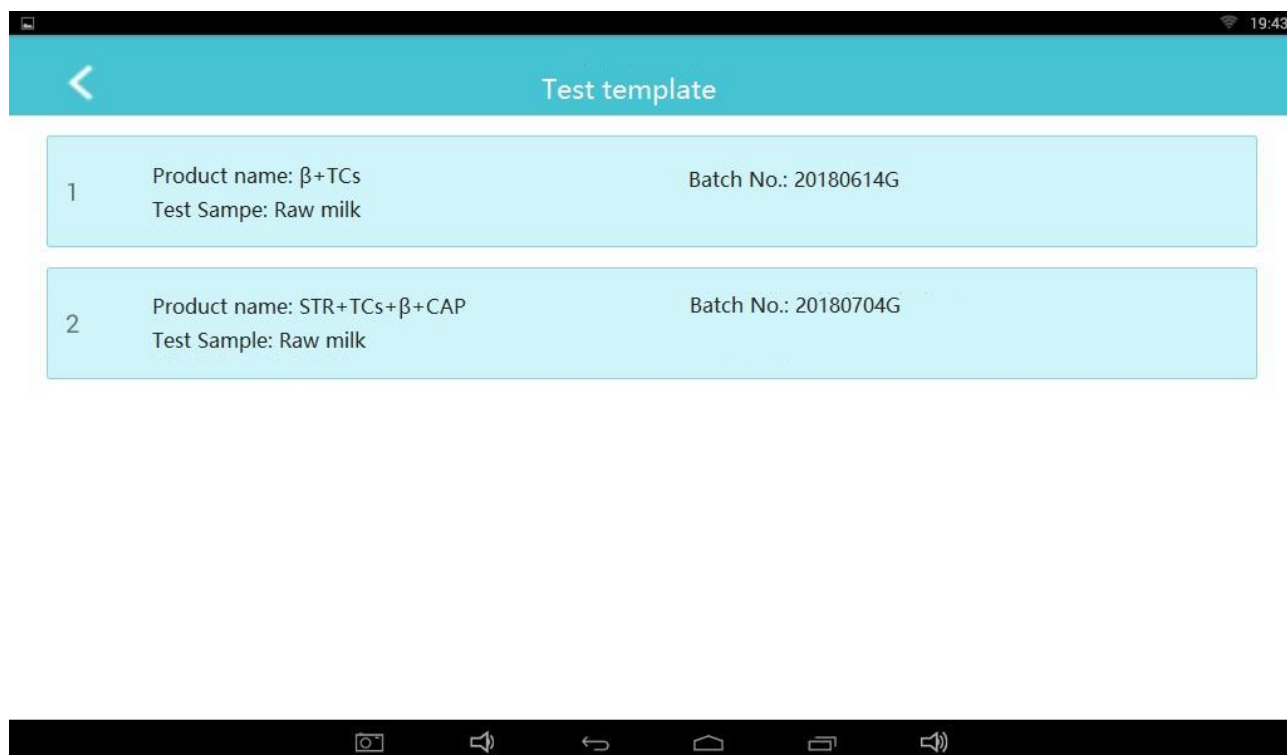 19:43
Test template
1
Product name: β+TCs
Batch No.: 20180614G
Test Sampe: Raw milk
2
Product name: STR+TCs+β+CAP
Batch No.: 20180704G
Test Sample: Raw milk